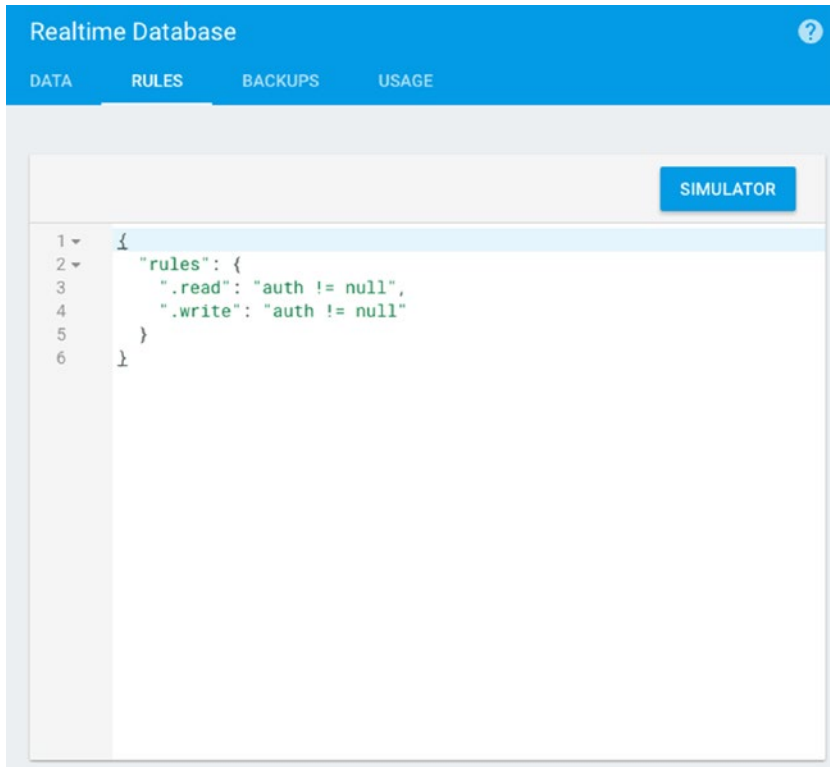 Realtime Database ?
DATA RULES BACKUPS USAGE
SIMULATOR
1 {
2 "rules": {
3 ".read": "auth != null",
4 ".write": "auth != null"
5 }
6 }